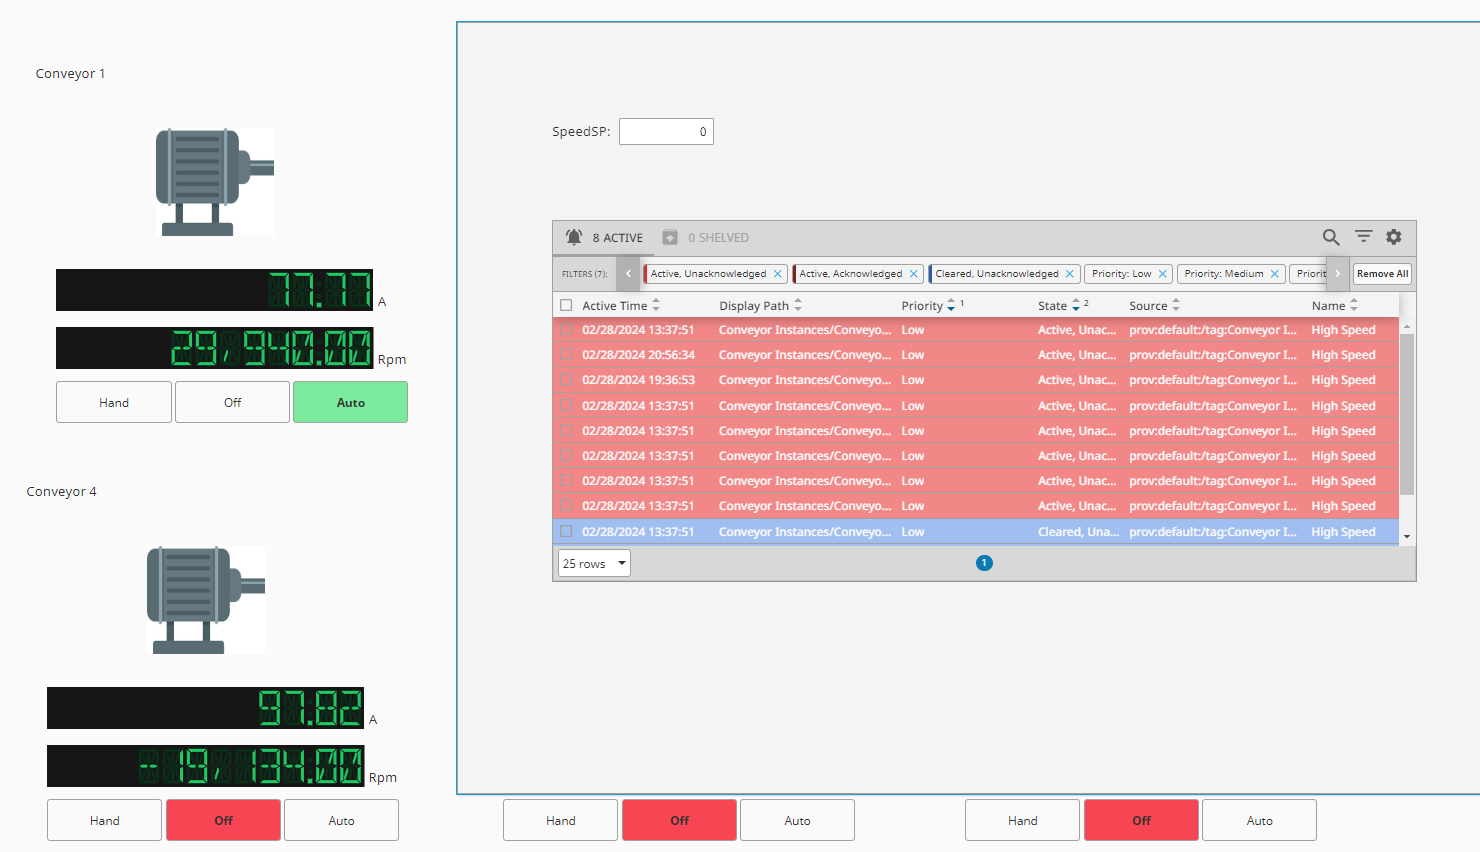 Conveyor 1
77.77 A
29,940.00 Rpm
Hand Off Auto
Conveyor 4
97.82 A
-19,134.00 Rpm
Hand Off Auto
SpeedSP: 0
8 ACTIVE 0 SHELVED
FILTERS (7): Active, Unacknowledged Active, Acknowledged Cleared, Unacknowledged Priority: Low Priority: Medium Priorit Remove All
Active Time Display Path Priority 1 State 2 Source Name
02/28/2024 13:37:51 Conveyor Instances/Conveyo... Low Active, Unac... prov:default:/tag:Conveyor I... High Speed
02/28/2024 20:56:34 Conveyor Instances/Conveyo... Low Active, Unac... prov:default:/tag:Conveyor I... High Speed
02/28/2024 19:36:53 Conveyor Instances/Conveyo... Low Active, Unac... prov:default:/tag:Conveyor I... High Speed
02/28/2024 13:37:51 Conveyor Instances/Conveyo... Low Active, Unac... prov:default:/tag:Conveyor I... High Speed
02/28/2024 13:37:51 Conveyor Instances/Conveyo... Low Active, Unac... prov:default:/tag:Conveyor I... High Speed
02/28/2024 13:37:51 Conveyor Instances/Conveyo... Low Active, Unac... prov:default:/tag:Conveyor I... High Speed
02/28/2024 13:37:51 Conveyor Instances/Conveyo... Low Active, Unac... prov:default:/tag:Conveyor I... High Speed
02/28/2024 13:37:51 Conveyor Instances/Conveyo... Low Active, Unac... prov:default:/tag:Conveyor I... High Speed
02/28/2024 13:37:51 Conveyor Instances/Conveyo... Low Cleared, Una... prov:default:/tag:Conveyor I... High Speed
25 rows 1
Hand Off Auto
Hand Off Auto